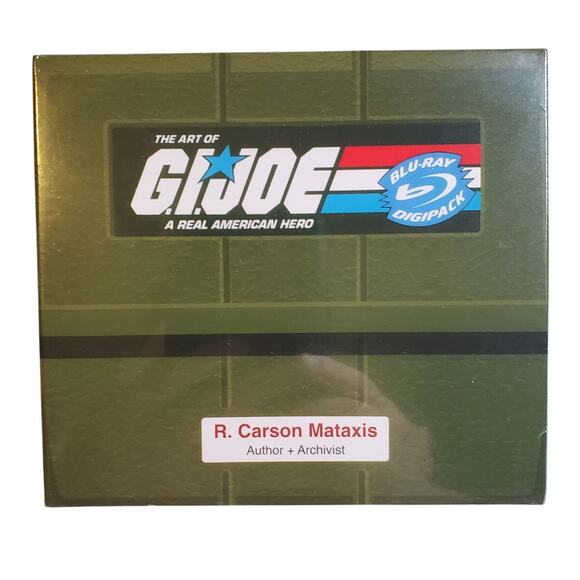 THE ART OF
G.I.JOE
A REAL AMERICAN HERO
BLU-RAY
DIGIPACK
R. Carson Mataxis
Author + Archivist